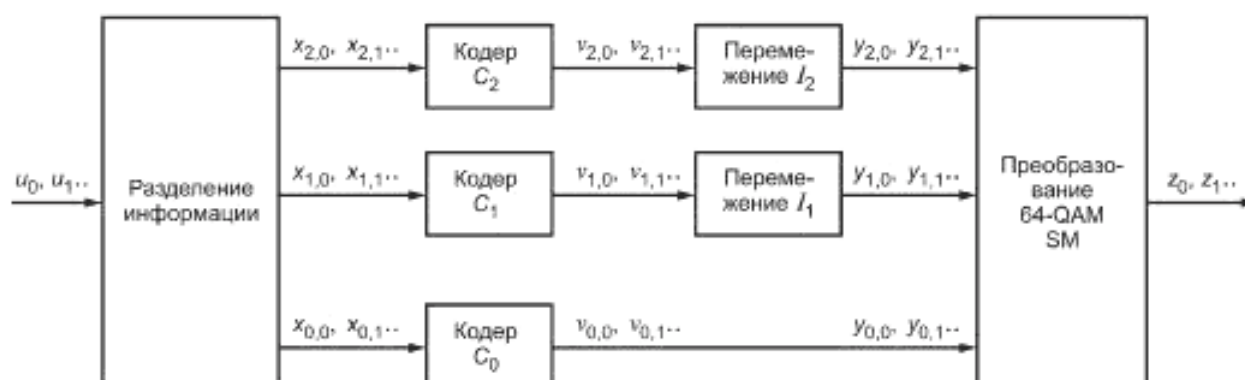 x2,0, x2,1..
Кодер
C2
v2,0, v2,1..
Перемежение I2
y2,0, y2,1..
u0, u1..
Разделение
информации
x1,0, x1,1..
Кодер
C1
v1,0, v1,1..
Переме-
жение I1
y1,0, y1,1..
Преобразо-
вание
64-QAM
SM
z0, z1..
x0,0, x0,1..
Кодер
C0
v0,0, v0,1..
y0,0, y0,1..